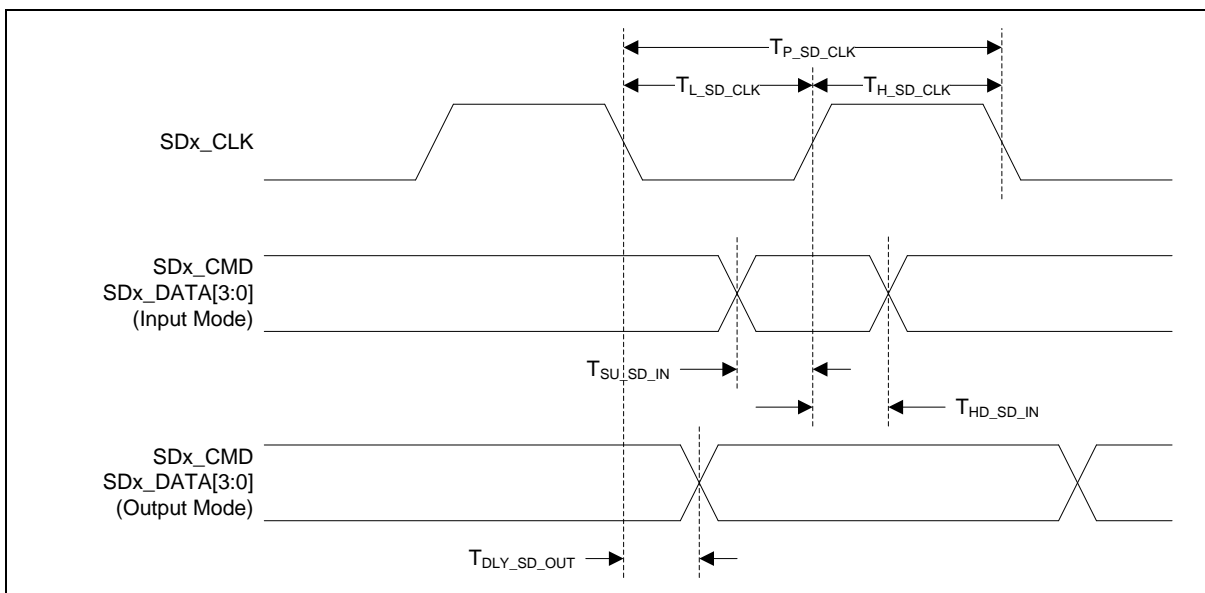 T_P_SD_CLK
T_L_SD_CLK
T_H_SD_CLK
SDx_CLK
SDx_CMD
SDx_DATA[3:0]
(Input Mode)
T_SU_SD_IN
T_HD_SD_IN
SDx_CMD
SDx_DATA[3:0]
(Output Mode)
T_DLY_SD_OUT